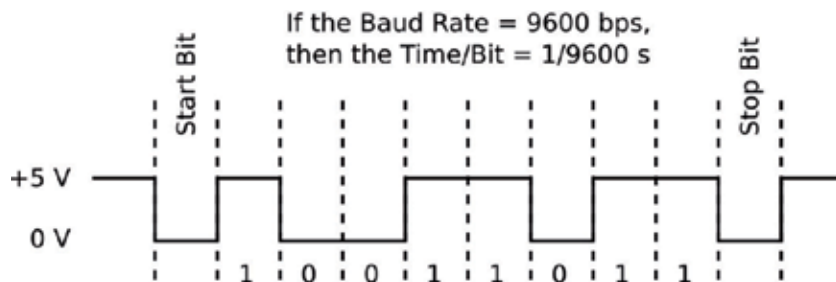 If the Baud Rate = 9600 bps,
then the Time/Bit = 1/9600 s
Start Bit
Stop Bit
+5 V
0 V
1 0 0 1 1 0 1 1